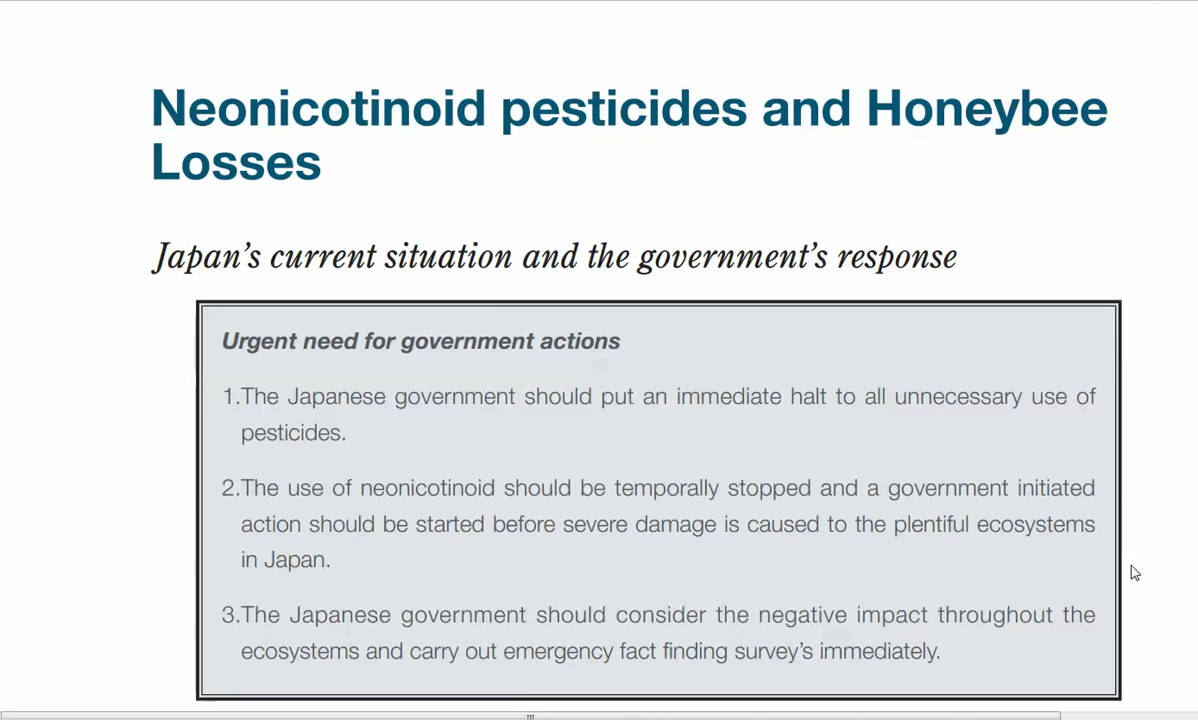 Neonicotinoid pesticides and Honeybee
Losses
Japan's current situation and the government's response
Urgent need for government actions
1.The Japanese government should put an immediate halt to all unnecessary use of
pesticides.
2.The use of neonicotinoid should be temporally stopped and a government initiated
action should be started before severe damage is caused to the plentiful ecosystems
in Japan.
3.The Japanese government should consider the negative impact throughout the
ecosystems and carry out emergency fact finding survey's immediately.